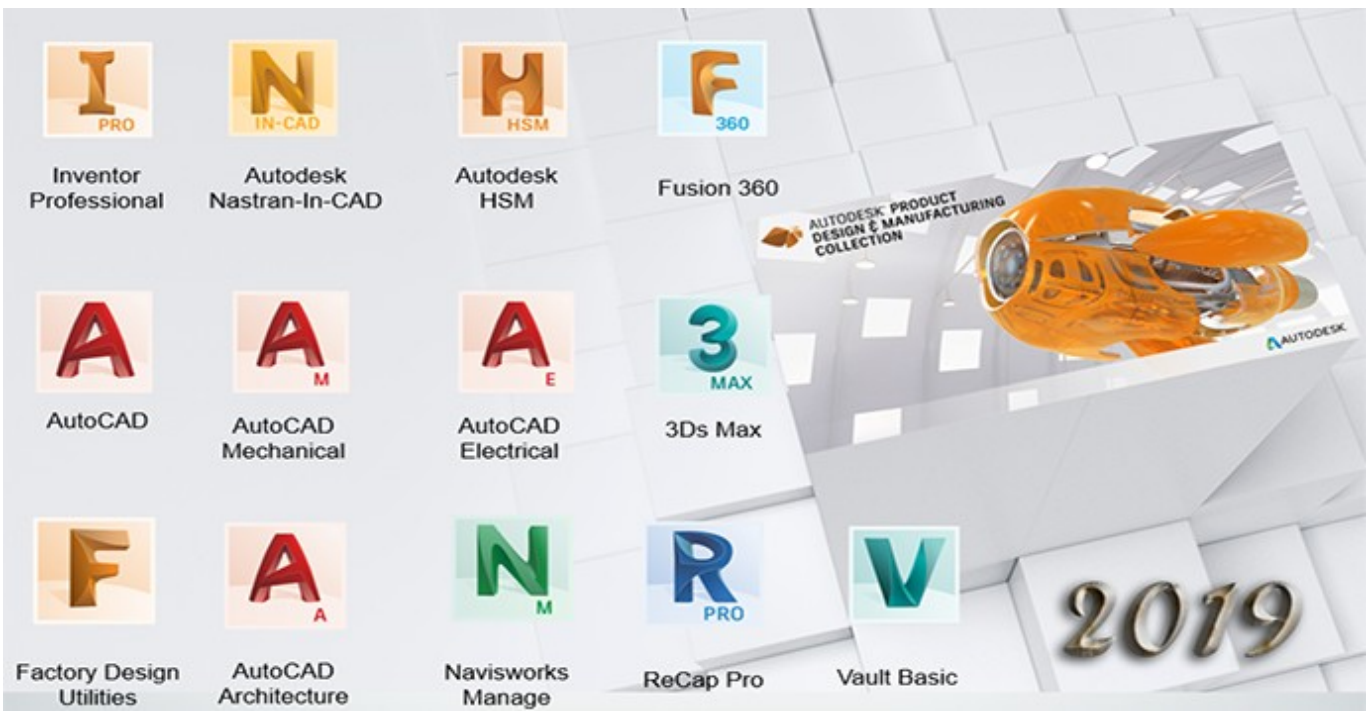 I
PRO
N
IN-CAD
H
HSM
F
360
Inventor
Professional
Autodesk
Nastran-In-CAD
Autodesk
HSM
Fusion 360
AUTODESK® PRODUCT
DESIGN & MANUFACTURING
COLLECTION
AUTODESK
A
A
M
A
E
3
MAX
AutoCAD
AutoCAD
Mechanical
AutoCAD
Electrical
3Ds Max
F
A
A
N
M
R
PRO
V
2019
Factory Design
Utilities
AutoCAD
Architecture
Navisworks
Manage
ReCap Pro
Vault Basic